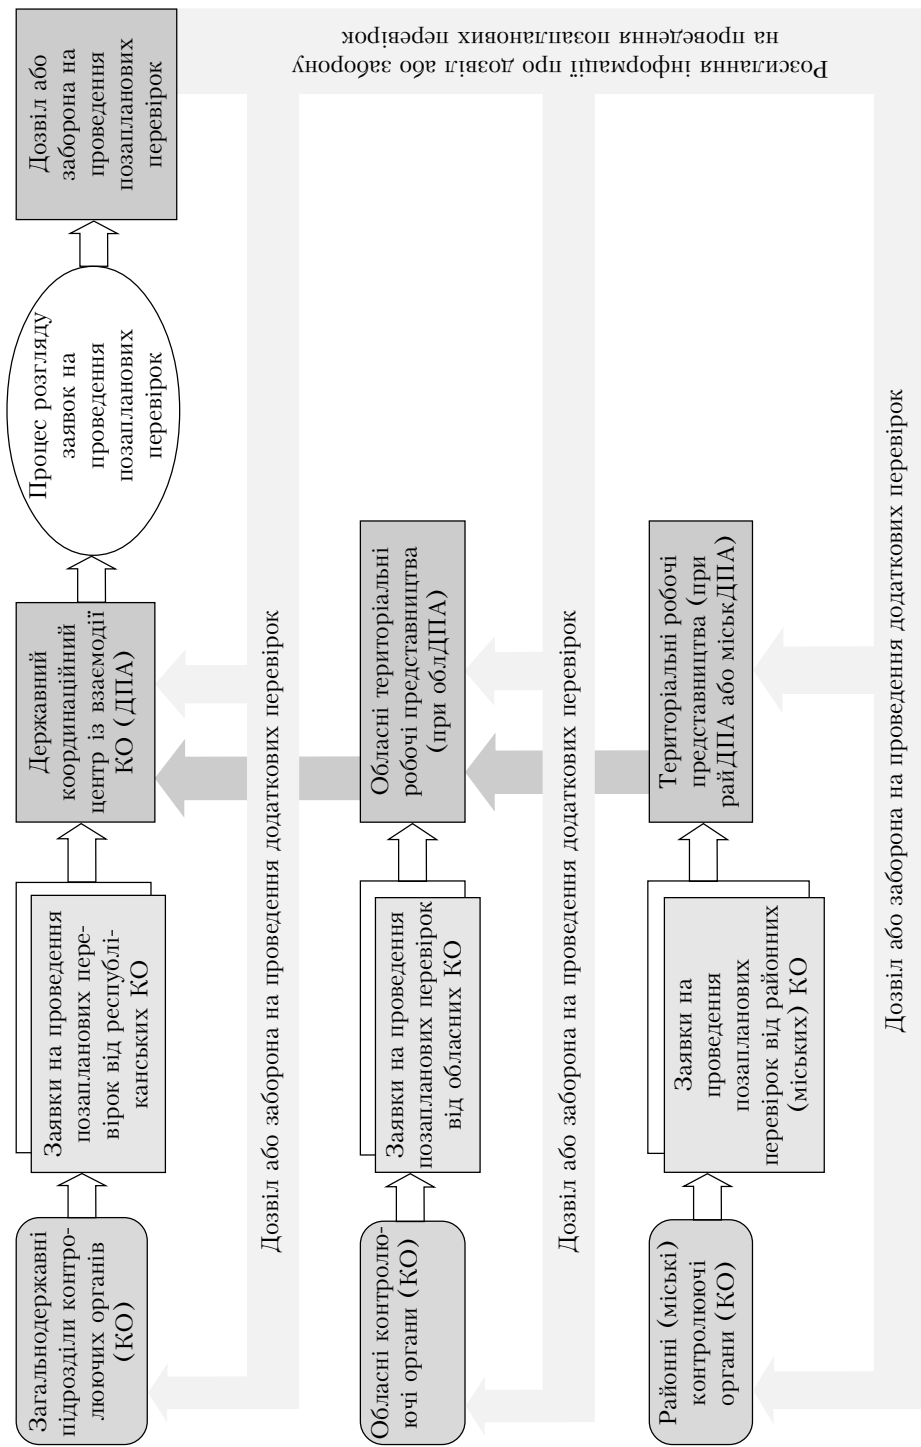 Загальнодержавні
підрозділи контро-
люючих органів
(КО)
Заявки на проведення
позапланових пере-
вірок від республі-
канських КО
Державний
координаційний
центр із взаємодії
КО (ДПА)
Процес розгляду
заявок на
проведення
позапланових
перевірок
Дозвіл або
заборона на
проведення
позапланових
перевірок
Дозвіл або заборона на проведення додаткових перевірок
Обласні контролю-
ючі органи (КО)
Заявки на проведення
позапланових перевірок
від обласних КО
Обласні територіальні
робочі представництва
(при облДПА)
Дозвіл або заборона на проведення додаткових перевірок
Районні (міські)
контролюючі
органи (КО)
Заявки на
проведення
позапланових
перевірок від районних
(міських) КО
Територіальні робочі
представництва (при
райДПА або міськДПА)
Дозвіл або заборона на проведення додаткових перевірок
Розсилання інформації про дозвіл або заборону
на проведення позапланових перевірок